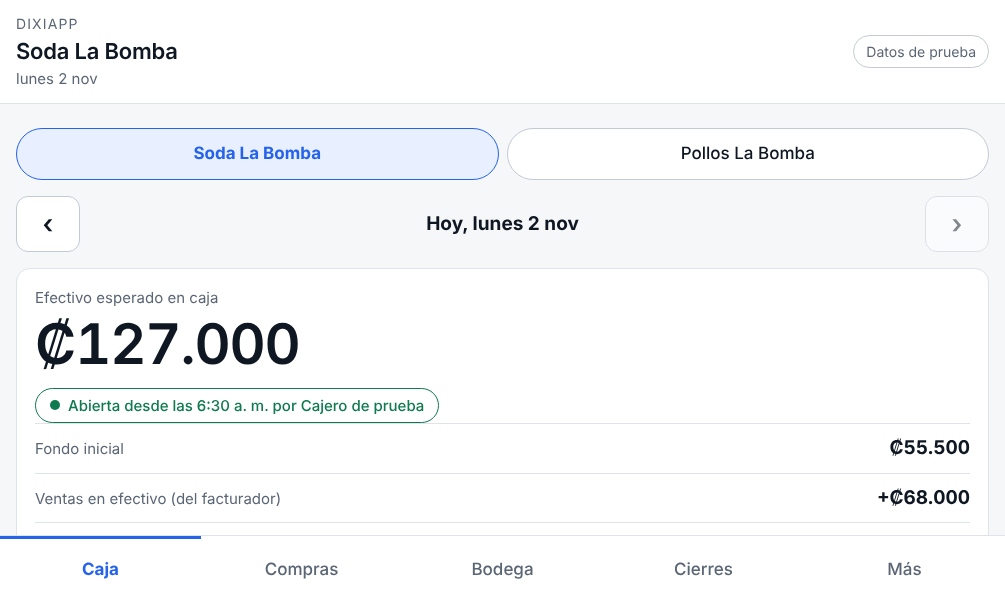 DIXIAPP
Soda La Bomba
lunes 2 nov
Datos de prueba
Soda La Bomba
Pollos La Bomba
‹
Hoy, lunes 2 nov
›
Efectivo esperado en caja
₡127.000
Abierta desde las 6:30 a. m. por Cajero de prueba
Fondo inicial
₡55.500
Ventas en efectivo (del facturador)
+₡68.000
Caja
Compras
Bodega
Cierres
Más